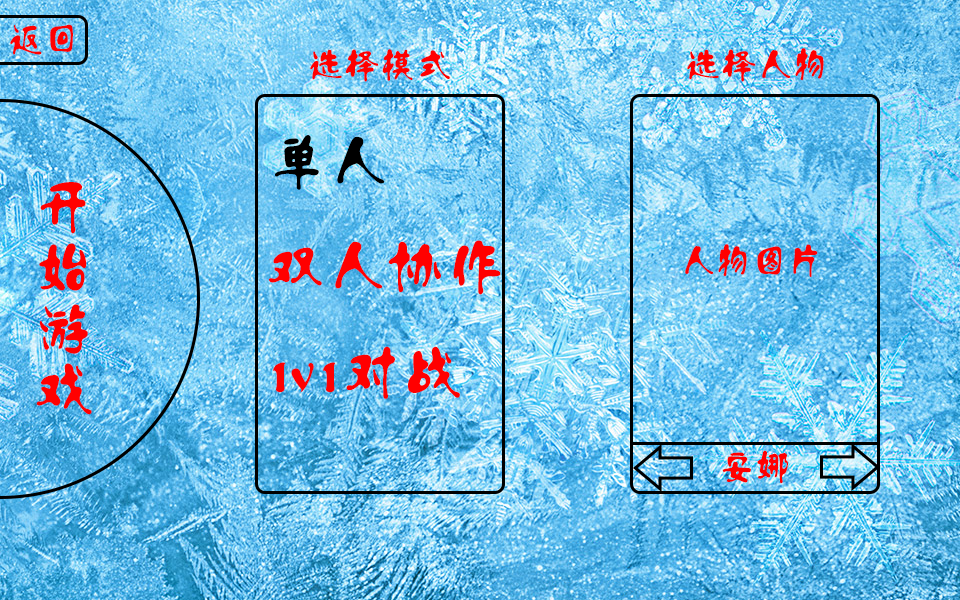 返回
开始游戏
选择模式
单人
双人协作
1v1对战
选择人物
人物图片
安娜